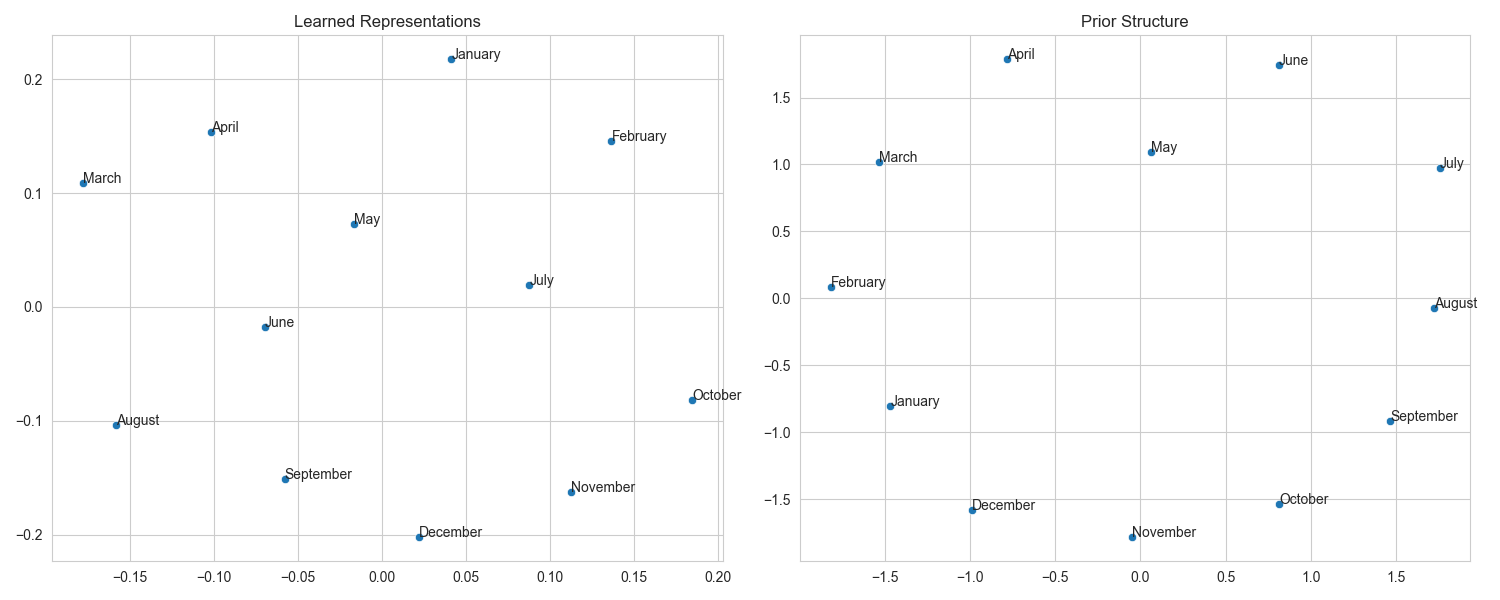 Learned Representations
0.2
0.1
0.0
−0.1
−0.2
January
April
February
March
May
July
June
October
August
September
November
December
−0.15
−0.10
−0.05
0.00
0.05
0.10
0.15
0.20
Prior Structure
1.5
1.0
0.5
0.0
−0.5
−1.0
−1.5
April
June
May
March
July
February
August
January
September
October
December
November
−1.5
−1.0
−0.5
0.0
0.5
1.0
1.5